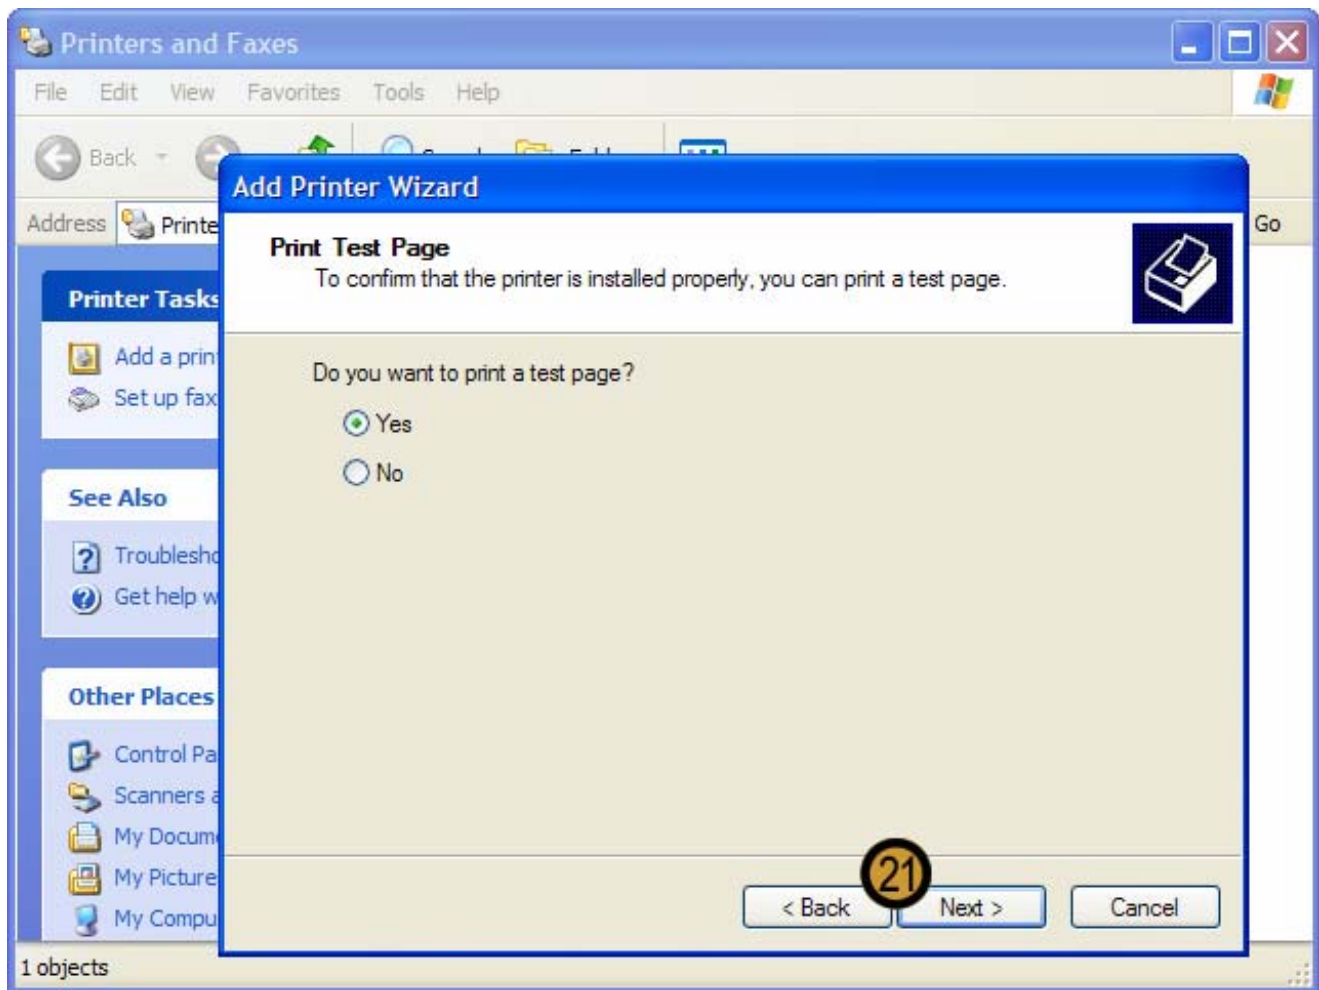 Printers and Faxes
File Edit View Favorites Tools Help
Back
Add Printer Wizard
Address Printe Go
Print Test Page
To confirm that the printer is installed properly, you can print a test page.
Printer Tasks
Add a prin
Set up fax
Do you want to print a test page?
Yes
No
See Also
Troublesho
Get help w
Other Places
Control Pa
Scanners a
My Docum
My Picture
My Compu
21
< Back Next > Cancel
1 objects